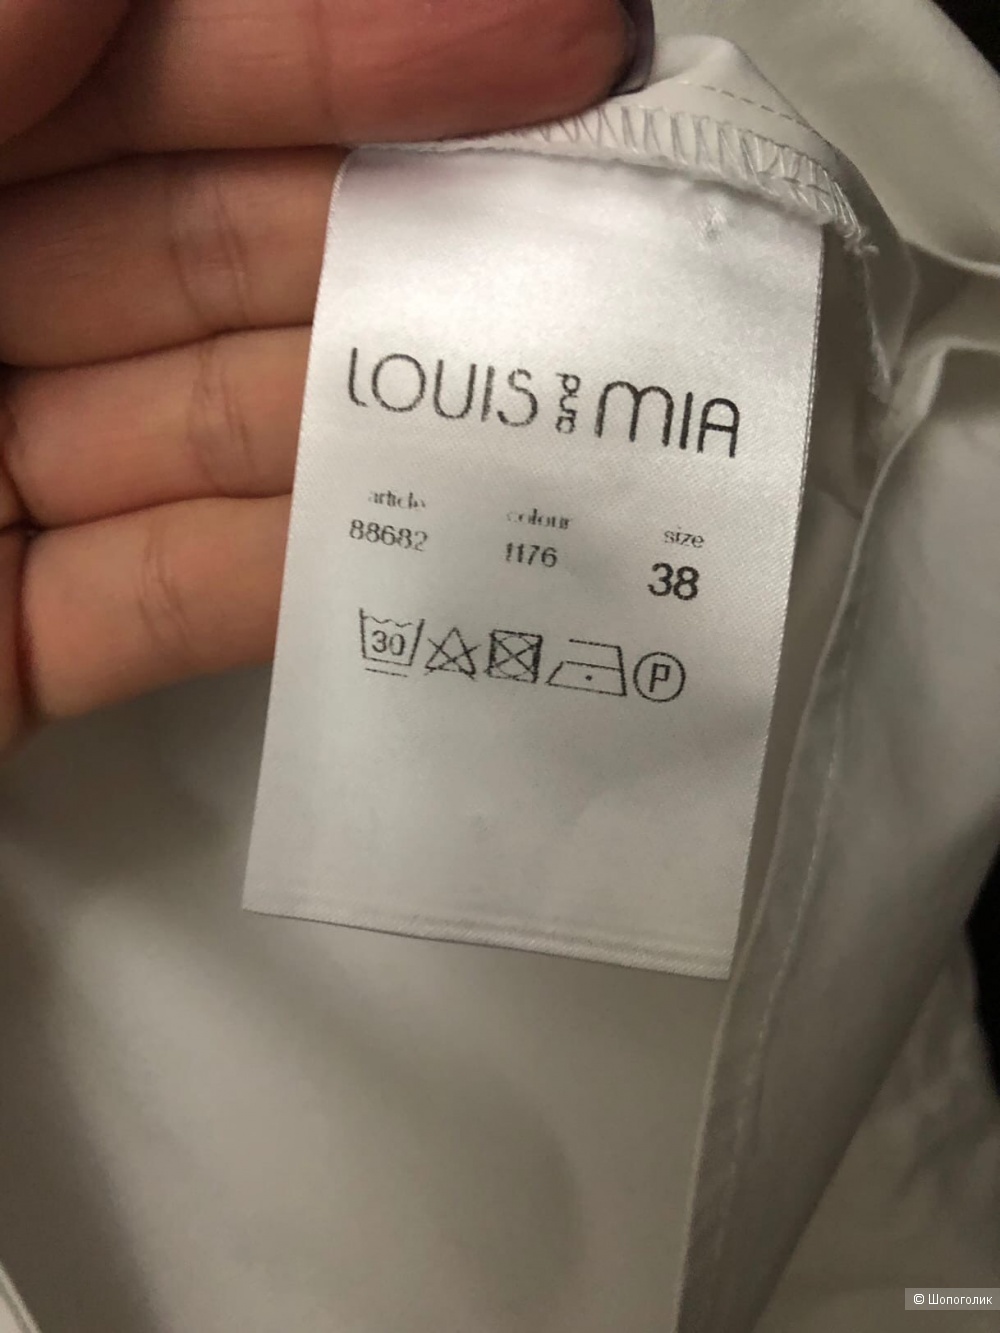 LOUIS and MIA
article colour size
88682 1176 38
30
P
© Шопоголик